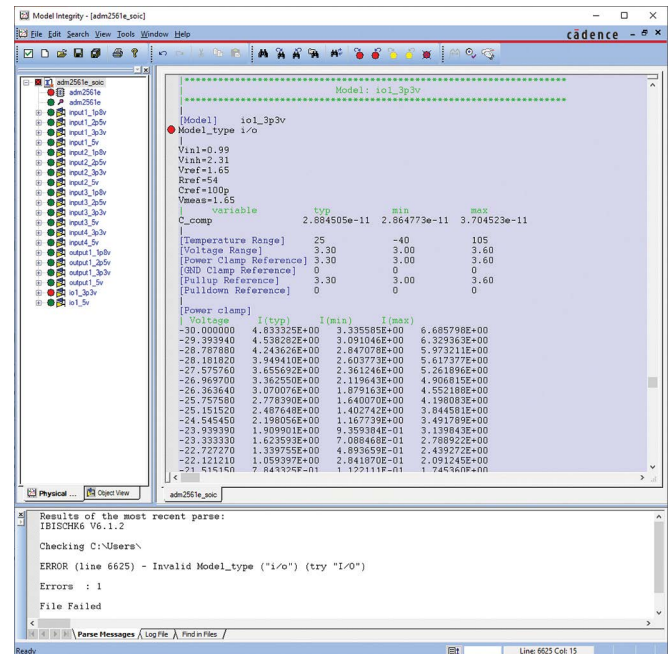 Model Integrity - [adm2561e_soic]
File Edit Search View Tools Window Help
cādence
adm2561e_soic
adm2561e
adm2561e
input1_1p8v
input1_2p5v
input1_3p3v
input1_5v
input2_1p8v
input2_2p5v
input2_3p3v
input2_5v
input3_1p8v
input3_2p5v
input3_3p3v
input3_5v
input4_3p3v
input4_5v
output1_1p8v
output1_2p5v
output1_3p3v
output1_5v
io1_3p3v
io1_5v
Physical ... Object View
|******************************************************************
| Model: io1_3p3v
|******************************************************************
|
[Model] io1_3p3v
Model_type i/o
|
Vinl=0.99
Vinh=2.31
Vref=1.65
Rref=54
Cref=100p
Vmeas=1.65
| variable typ min max
C_comp 2.884505e-11 2.864773e-11 3.704523e-11
|
[Temperature Range] 25 -40 105
[Voltage Range] 3.30 3.00 3.60
[Power Clamp Reference] 3.30 3.00 3.60
[GND Clamp Reference] 0 0 0
[Pullup Reference] 3.30 3.00 3.60
[Pulldown Reference] 0 0 0
|
[Power clamp]
| Voltage I(typ) I(min) I(max)
-30.000000 4.833325E+00 3.335585E+00 6.685798E+00
-29.393940 4.538282E+00 3.091046E+00 6.329363E+00
-28.787880 4.243626E+00 2.847078E+00 5.973211E+00
-28.181820 3.949410E+00 2.603773E+00 5.617377E+00
-27.575760 3.655692E+00 2.361246E+00 5.261896E+00
-26.969700 3.362550E+00 2.119643E+00 4.906815E+00
-26.363640 3.070076E+00 1.879163E+00 4.552188E+00
-25.757580 2.778390E+00 1.640070E+00 4.198083E+00
-25.151520 2.487648E+00 1.402742E+00 3.844581E+00
-24.545450 2.198056E+00 1.167739E+00 3.491789E+00
-23.939390 1.909901E+00 9.359384E-01 3.139843E+00
-23.333330 1.623593E+00 7.088468E-01 2.788922E+00
-22.727270 1.339755E+00 4.893659E-01 2.439272E+00
-22.121210 1.059397E+00 2.841870E-01 2.091245E+00
-21.515150 7.843325E-01 1.122111E-01 1.745360E+00
adm2561e_soic
Results of the most recent parse:
IBISCHK6 V6.1.2
Checking C:\Users\
ERROR (line 6625) - Invalid Model_type ("i/o") (try "I/O")
Errors : 1
File Failed
Parse Messages Log File Find in Files
Ready Line: 6625 Col: 15